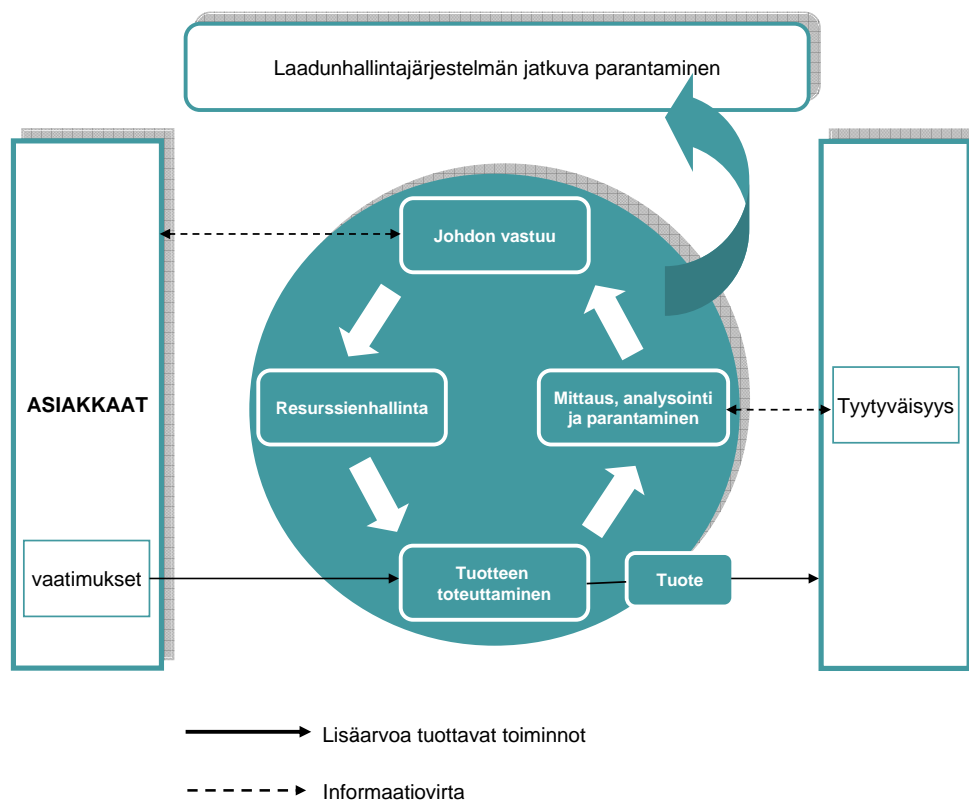 Laadunhallintajärjestelmän jatkuva parantaminen
Johdon vastuu
ASIAKKAAT
Resurssienhallinta
Mittaus, analysointi
ja parantaminen
Tyytyväisyys
vaatimukset
Tuotteen
toteuttaminen
Tuote
Lisäarvoa tuottavat toiminnot
Informaatiovirta